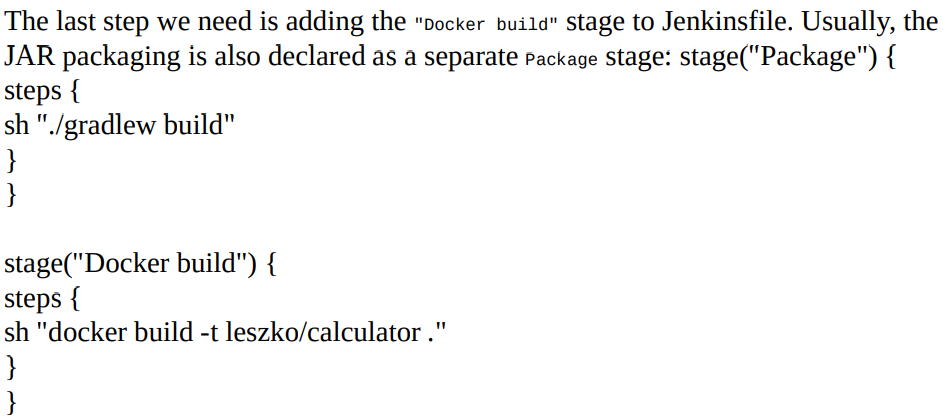 The last step we need is adding the "Docker build" stage to Jenkinsfile. Usually, the
JAR packaging is also declared as a separate Package stage: stage("Package") {
steps {
sh "./gradlew build"
}
}
stage("Docker build") {
steps {
sh "docker build -t leszko/calculator ."
}
}